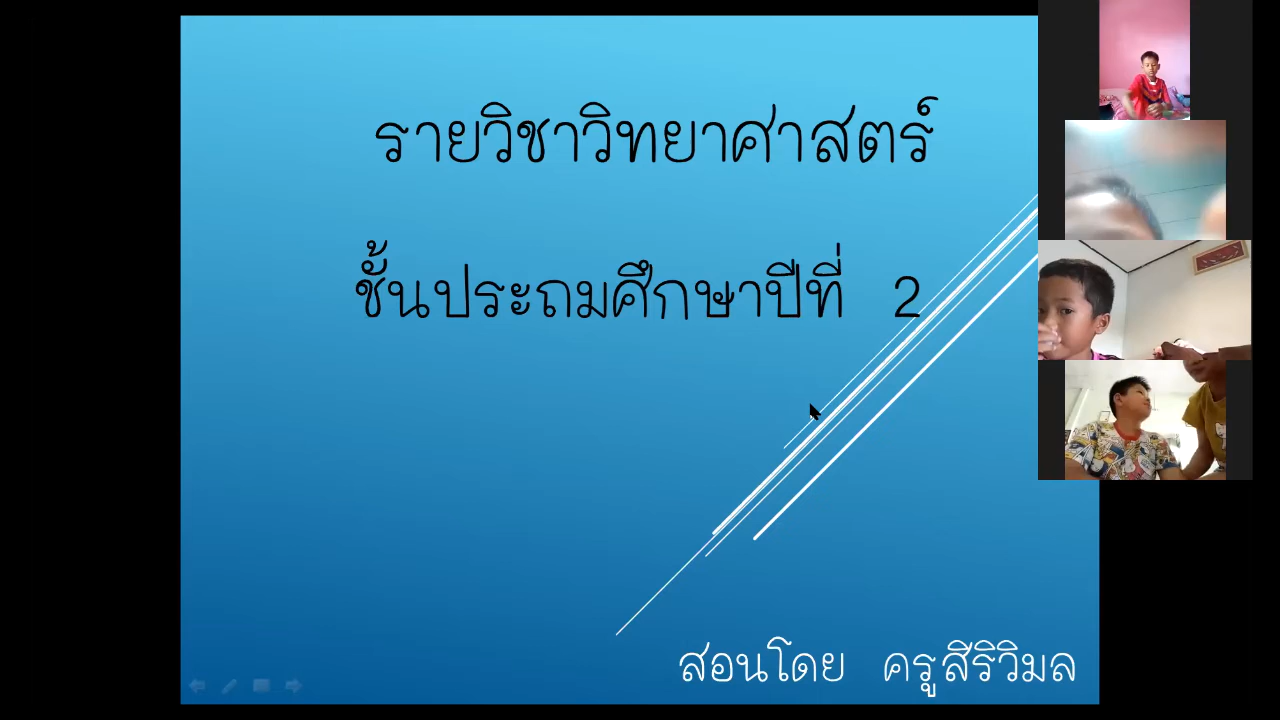 รายวิชาวิทยาศาสตร์
ชั้นประถมศึกษาปีที่ 2
สอนโดย ครูสิริวิมล